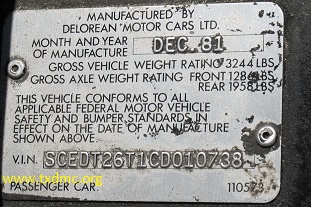 MANUFACTURED BY
DELOREAN MOTOR CARS LTD.
MONTH AND YEAR
OF MANUFACTURE DEC 81
GROSS VEHICLE WEIGHT RATING 3244 LBS
GROSS AXLE WEIGHT RATING FRONT 1286 LBS
REAR 1958 LBS
THIS VEHICLE CONFORMS TO ALL
APPLICABLE FEDERAL MOTOR VEHICLE
SAFETY AND BUMPER STANDARDS IN
EFFECT ON THE DATE OF MANUFACTURE
SHOWN ABOVE.
V.I.N. SCEDT26T1CD010738
www.txdmc.org
PASSENGER CAR. 110573